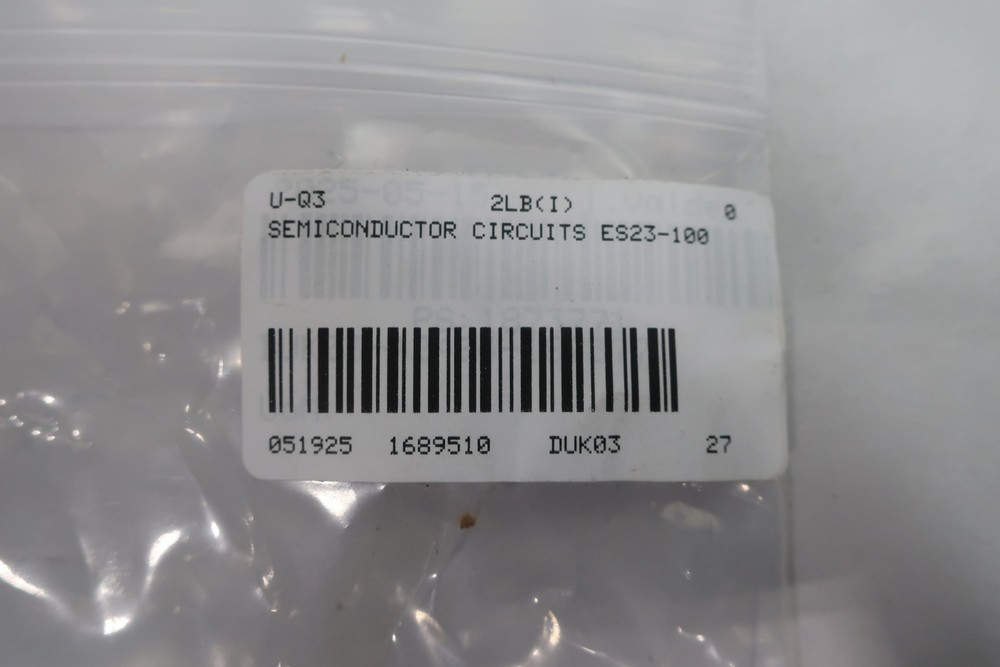 U-Q3 2LB(I) 0
SEMICONDUCTOR CIRCUITS ES23-100
051925 1689510 DUK03 27